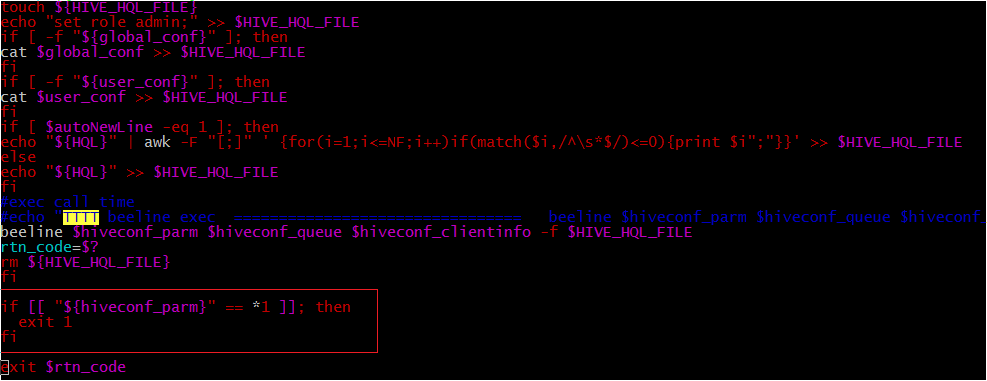 touch ${HIVE_HQL_FILE}
echo "set role admin;" >> $HIVE_HQL_FILE
if [ -f "${global_conf}" ]; then
cat $global_conf >> $HIVE_HQL_FILE
fi
if [ -f "${user_conf}" ]; then
cat $user_conf >> $HIVE_HQL_FILE
fi
if [ $autoNewLine -eq 1 ]; then
echo "${HQL}" | awk -F "[;]" ' {for(i=1;i<=NF;i++)if(match($i,/^\s*$/)<=0){print $i";"}}' >> $HIVE_HQL_FILE
else
echo "${HQL}" >> $HIVE_HQL_FILE
fi
#exec call time
#echo "TTTT beeline exec  ================================   beeline $hiveconf_parm $hiveconf_queue $hiveconf_
beeline $hiveconf_parm $hiveconf_queue $hiveconf_clientinfo -f $HIVE_HQL_FILE
rtn_code=$?
rm ${HIVE_HQL_FILE}
fi
if [[ "${hiveconf_parm}" == *1 ]]; then
  exit 1
fi
exit $rtn_code